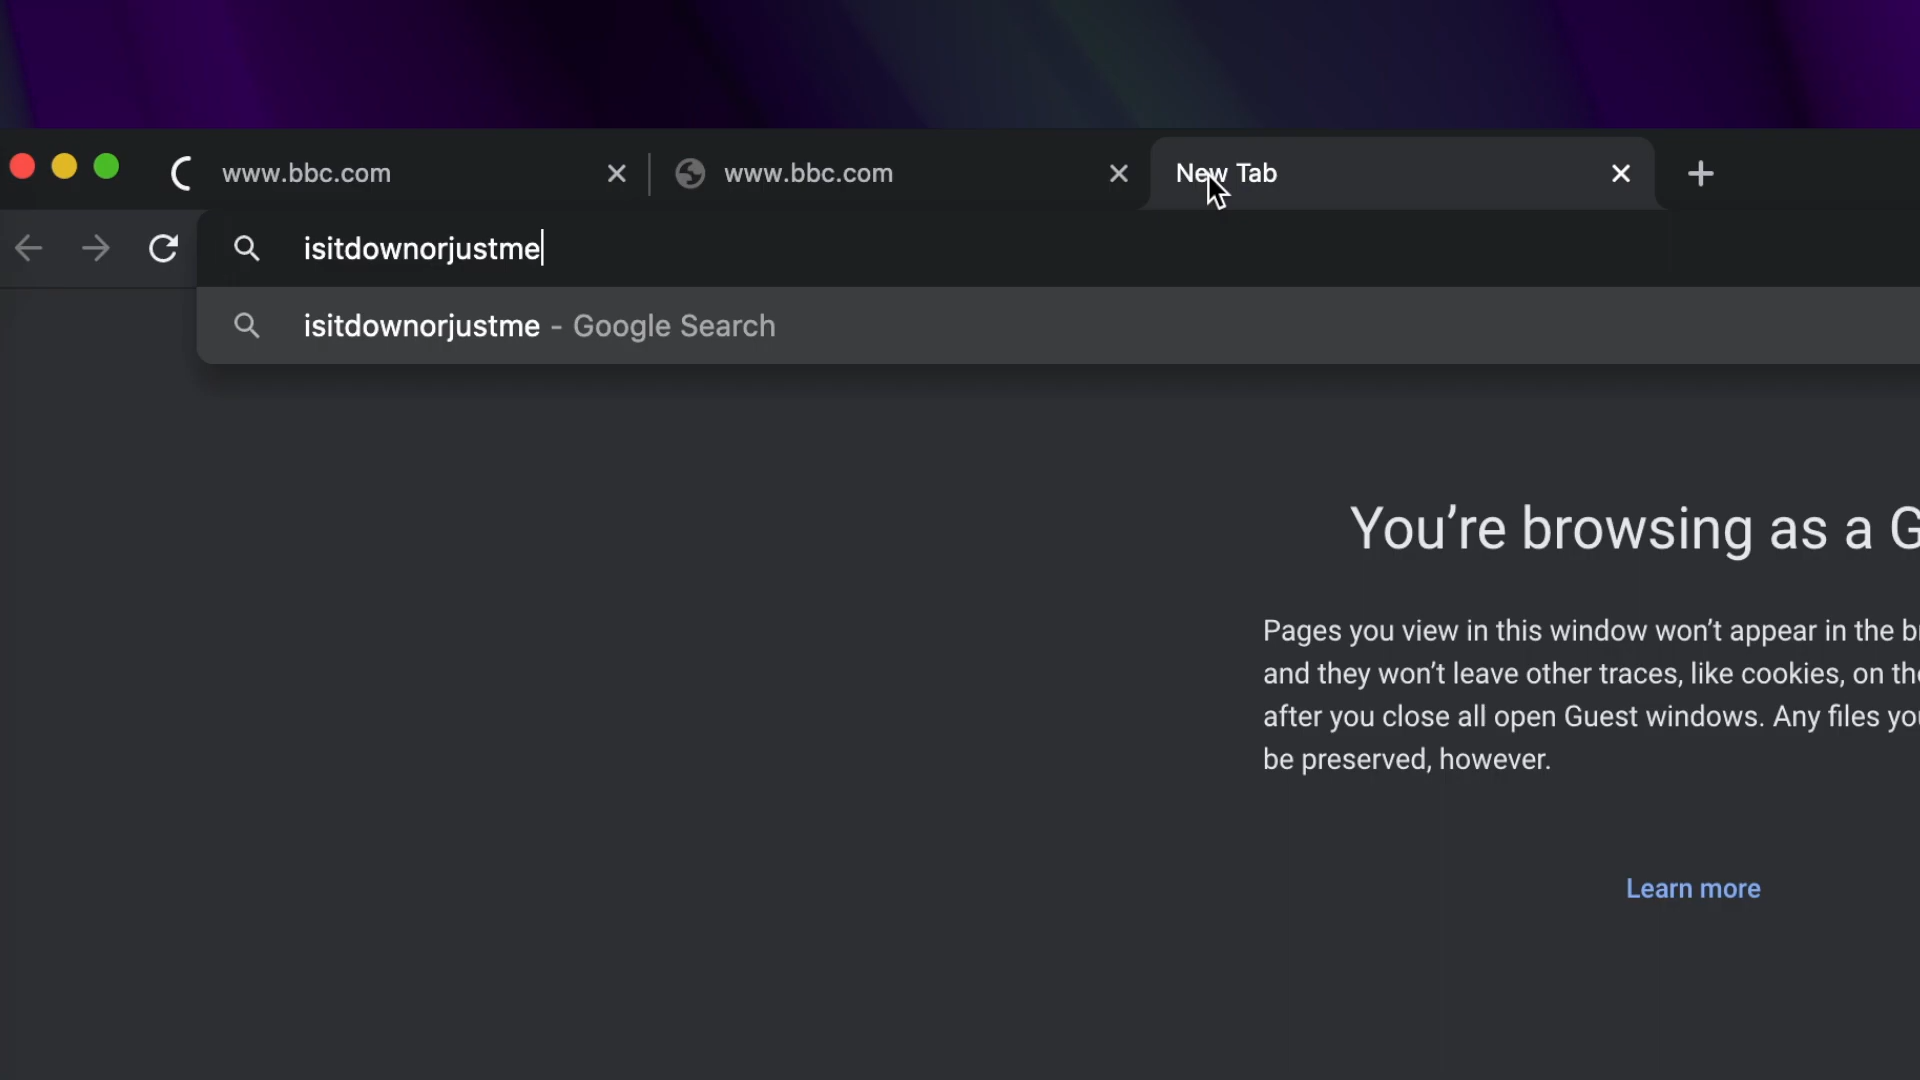 www.bbc.com
www.bbc.com
New Tab
isitdownorjustme
isitdownorjustme - Google Search
You’re browsing as a G
Pages you view in this window won’t appear in the b
and they won’t leave other traces, like cookies, on th
after you close all open Guest windows. Any files yo
be preserved, however.
Learn more